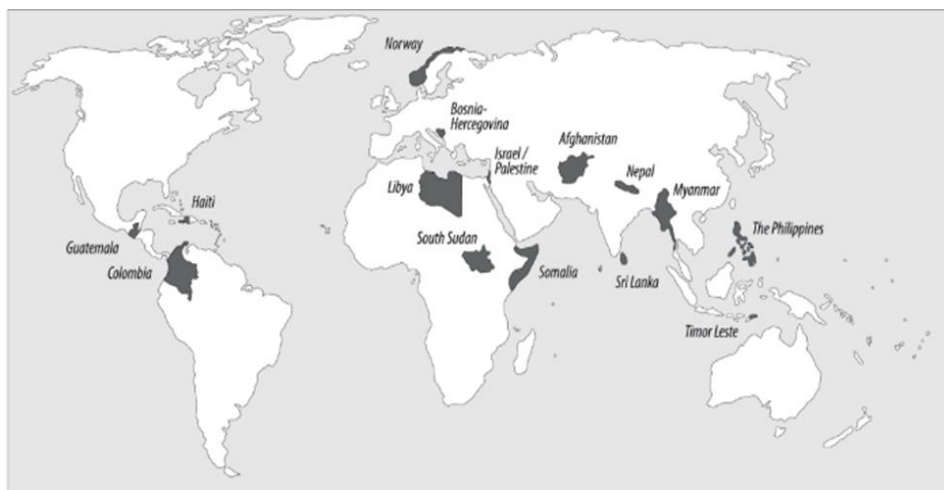 Norway
Bosnia-
Hercegovina
Israel /
Palestine
Afghanistan
Nepal
Myanmar
Libya
Haiti
The Philippines
Guatemala
South Sudan
Colombia
Somalia
Sri Lanka
Timor Leste